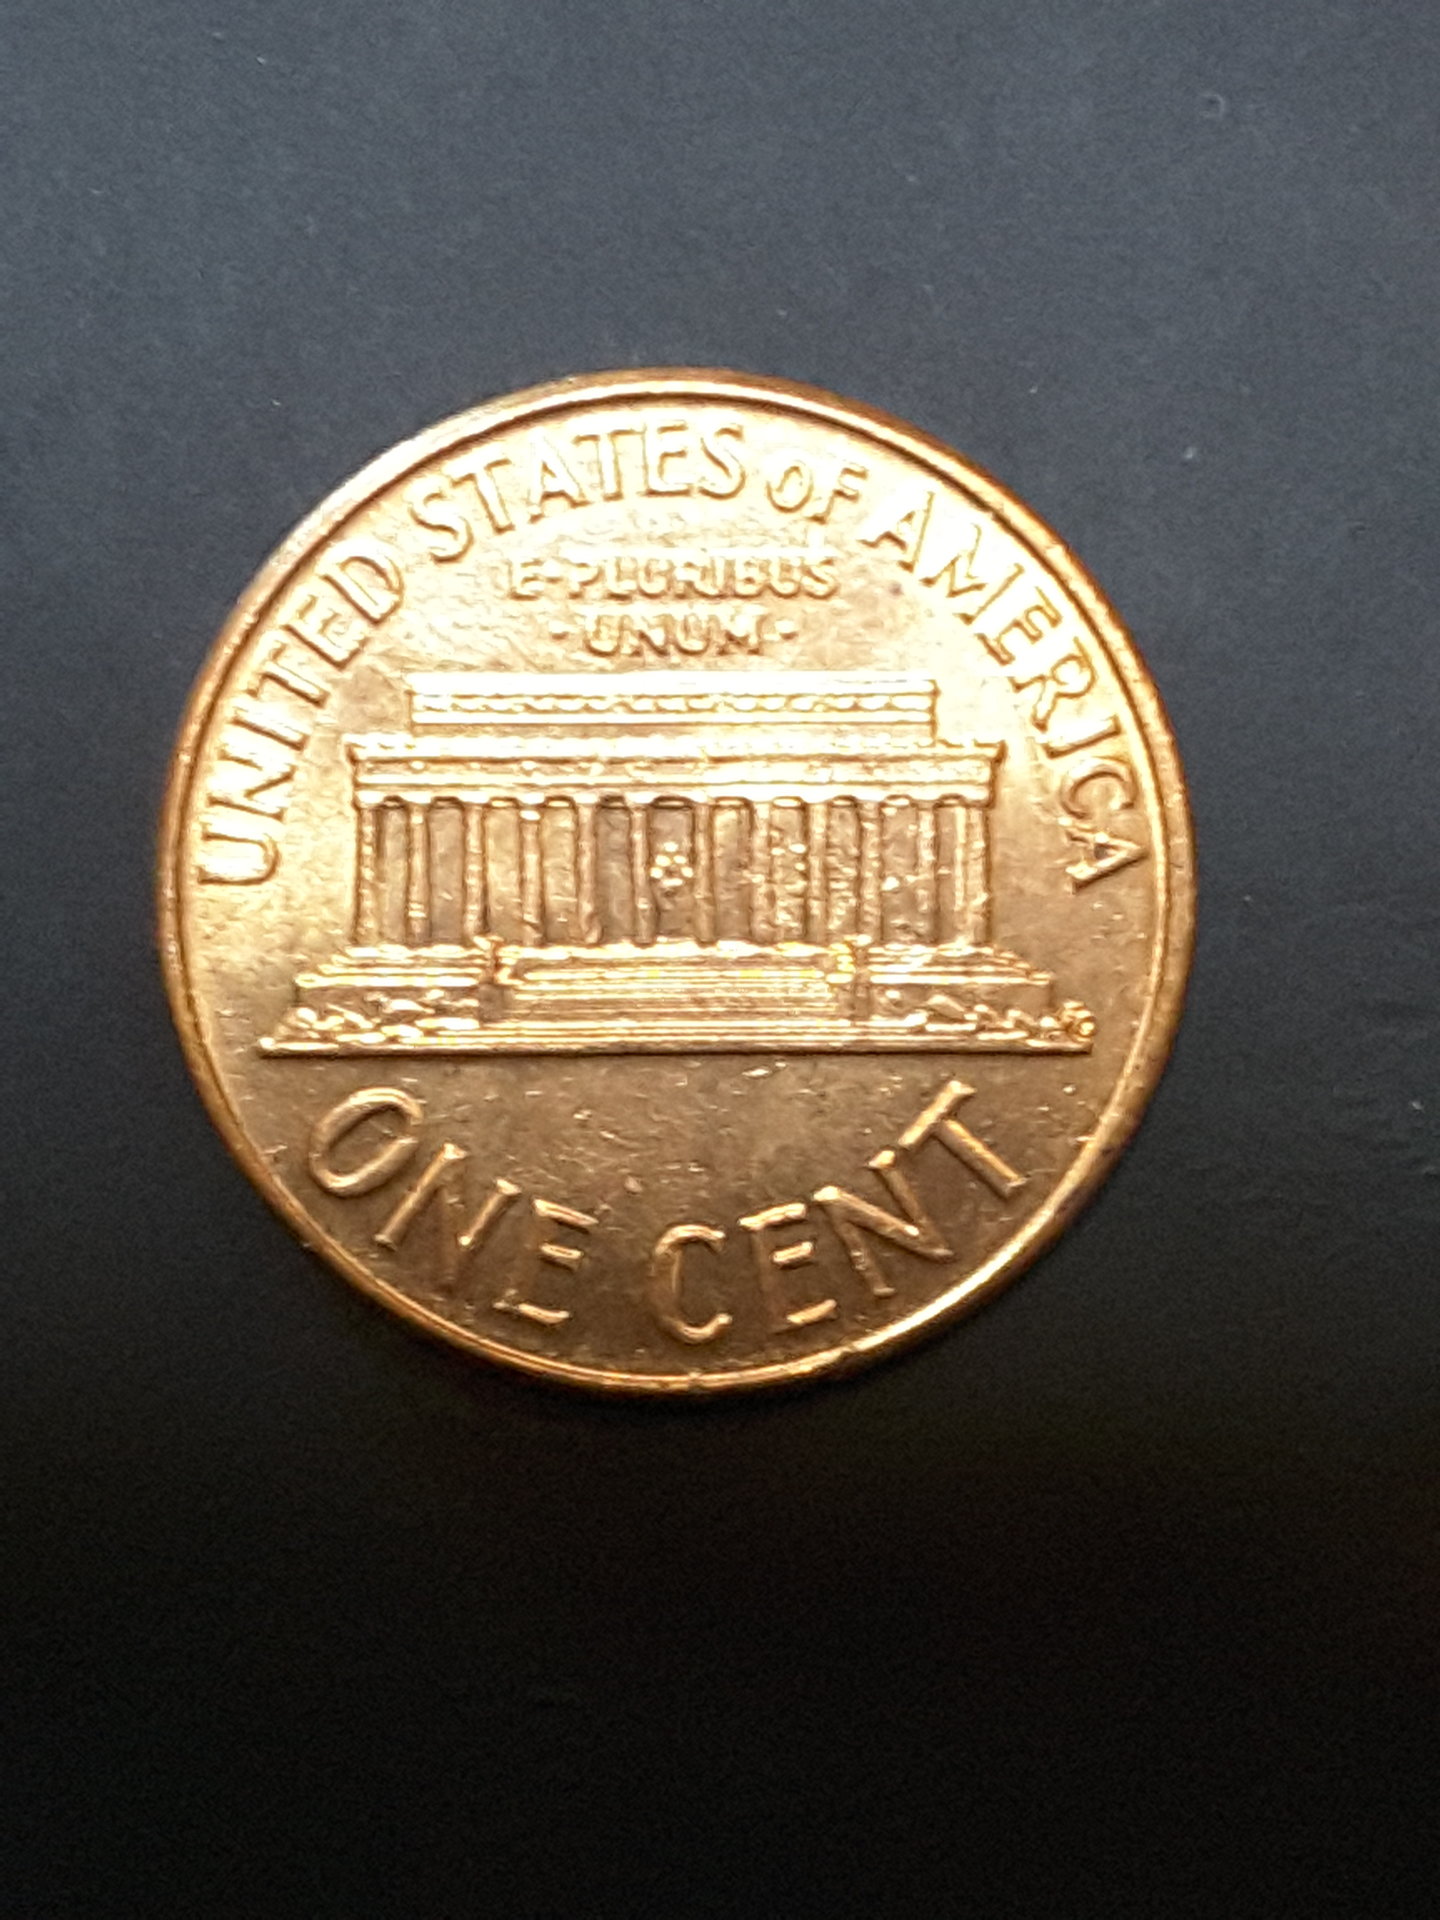 UNITED STATES OF AMERICA
E·PLURIBUS
·UNUM·
ONE CENT